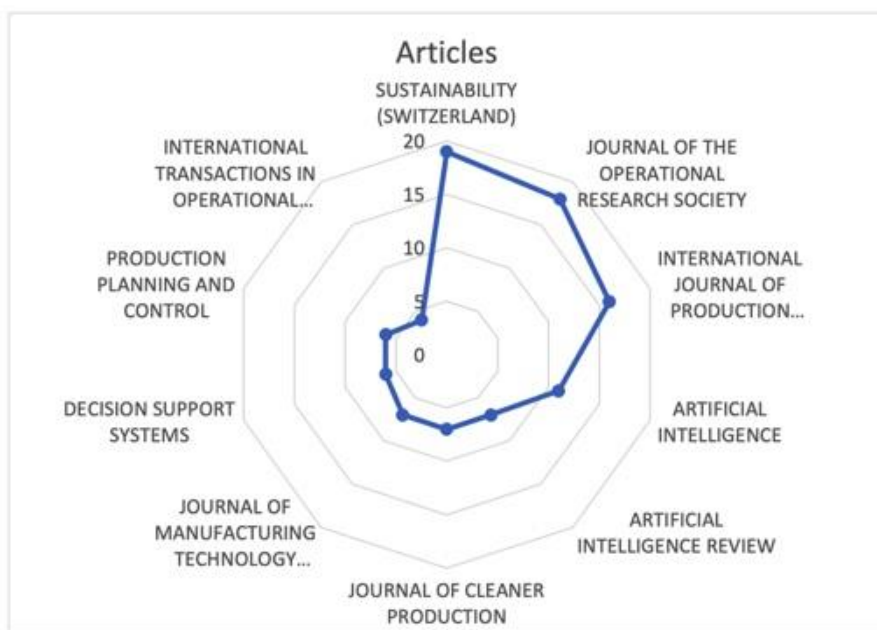 Articles
SUSTAINABILITY
(SWITZERLAND)
20
15
10
5
0
JOURNAL OF THE
OPERATIONAL
RESEARCH SOCIETY
INTERNATIONAL
JOURNAL OF
PRODUCTION...
ARTIFICIAL
INTELLIGENCE
ARTIFICIAL
INTELLIGENCE REVIEW
JOURNAL OF CLEANER
PRODUCTION
JOURNAL OF
MANUFACTURING
TECHNOLOGY...
DECISION SUPPORT
SYSTEMS
PRODUCTION
PLANNING AND
CONTROL
INTERNATIONAL
TRANSACTIONS IN
OPERATIONAL...